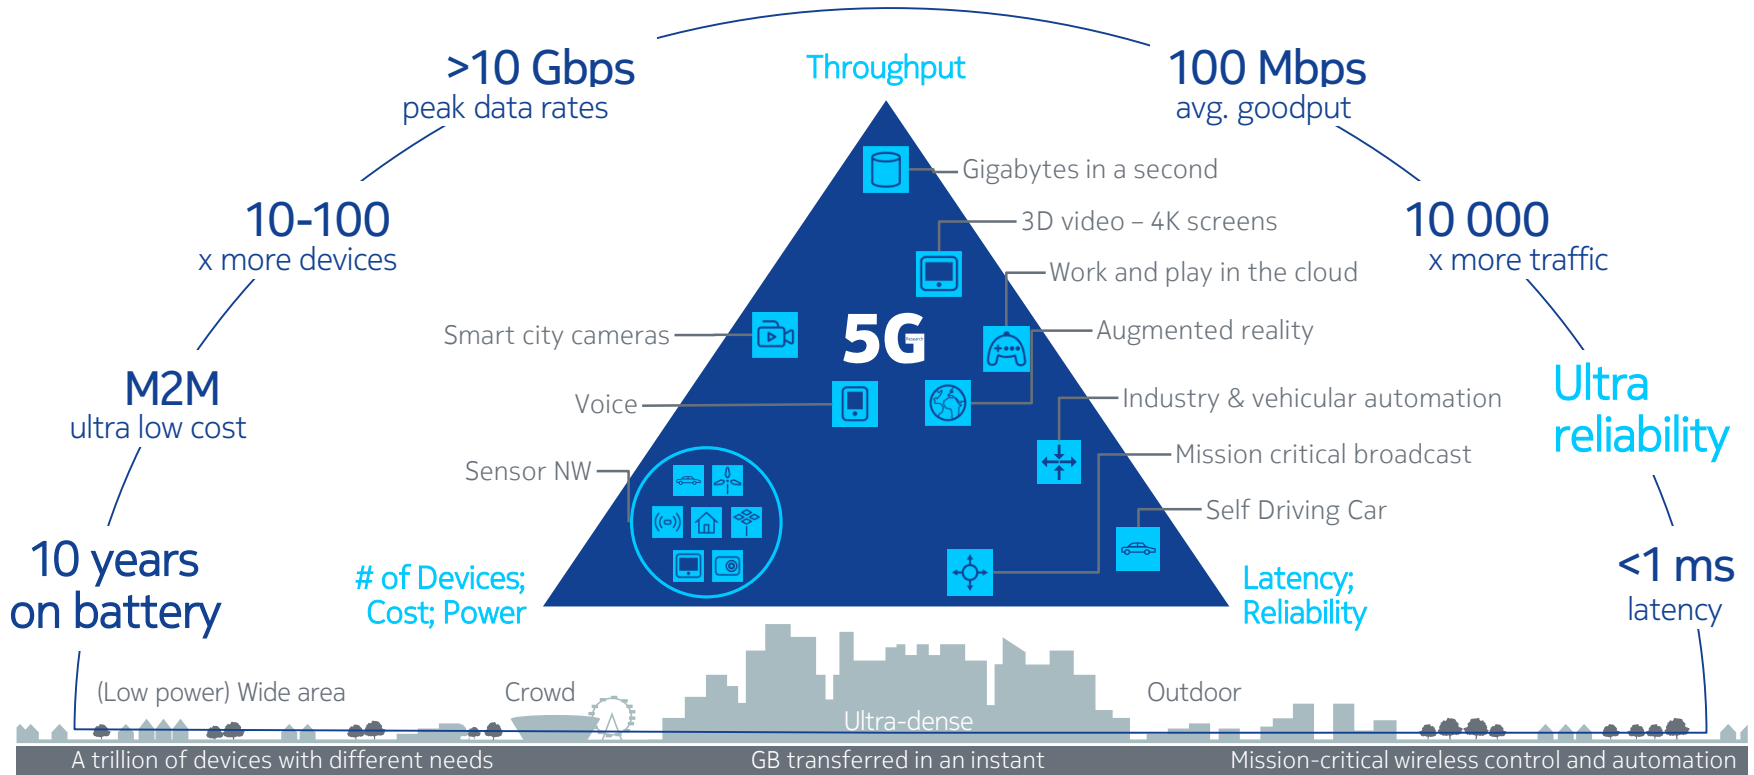 >10 Gbps
peak data rates
Throughput
100 Mbps
avg. goodput
Gigabytes in a second
10-100
x more devices
3D video – 4K screens
10 000
x more traffic
Work and play in the cloud
Smart city cameras
5G
Research
Augmented reality
M2M
ultra low cost
Voice
Industry & vehicular automation
Ultra
reliability
Sensor NW
Mission critical broadcast
Self Driving Car
10 years
on battery
# of Devices;
Cost; Power
Latency;
Reliability
<1 ms
latency
(Low power) Wide area
Crowd
Ultra-dense
Outdoor
A trillion of devices with different needs
GB transferred in an instant
Mission-critical wireless control and automation